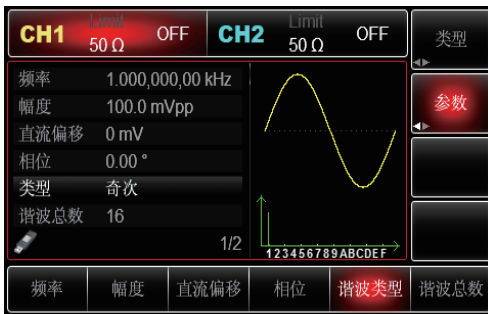 CH1 Limit 50 Ω OFF CH2 Limit 50 Ω OFF
类型
频率 1.000,000,00 kHz
幅度 100.0 mVpp
参数
直流偏移 0 mV
相位 0.00 °
类型 奇次
谐波总数 16
1/2
123456789ABCDEF
频率 幅度 直流偏移 相位 谐波类型 谐波总数